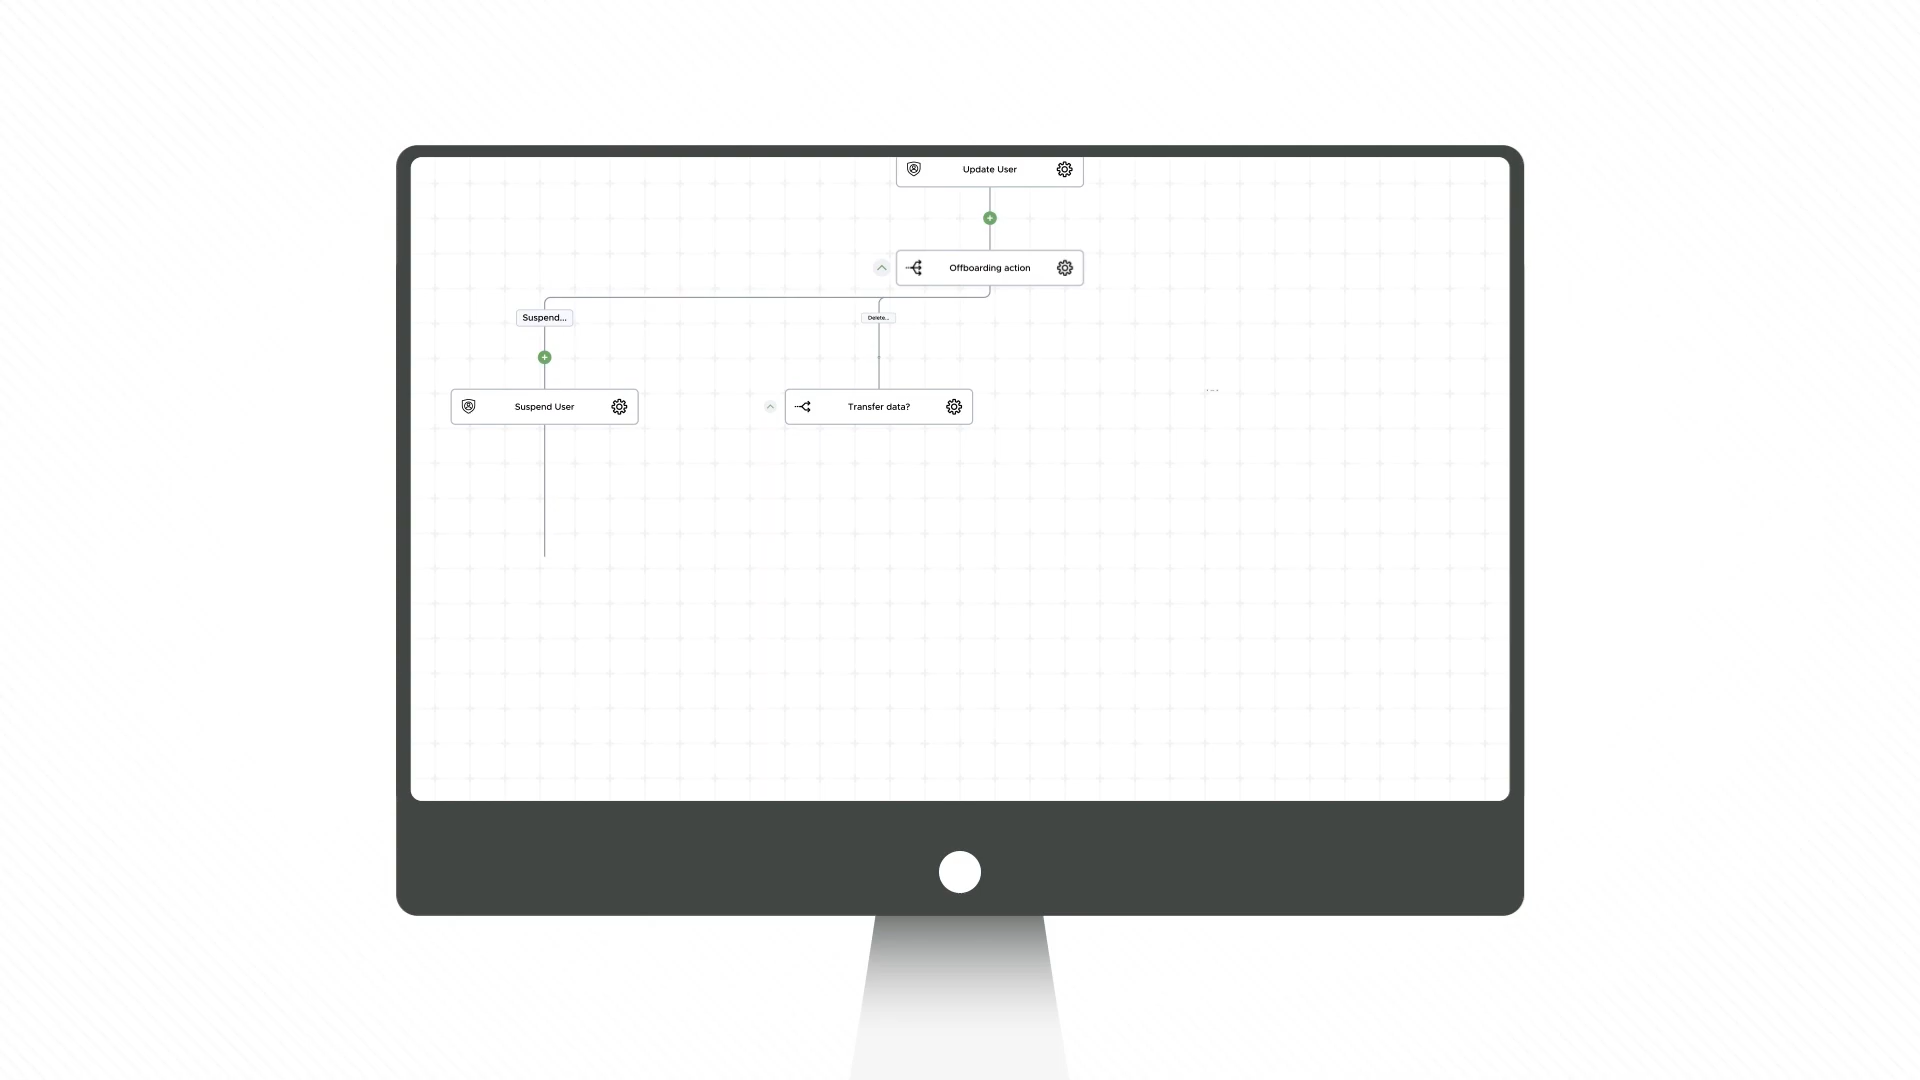 Update User
Offboarding action
Suspend...
Delete...
Suspend User
Transfer data?